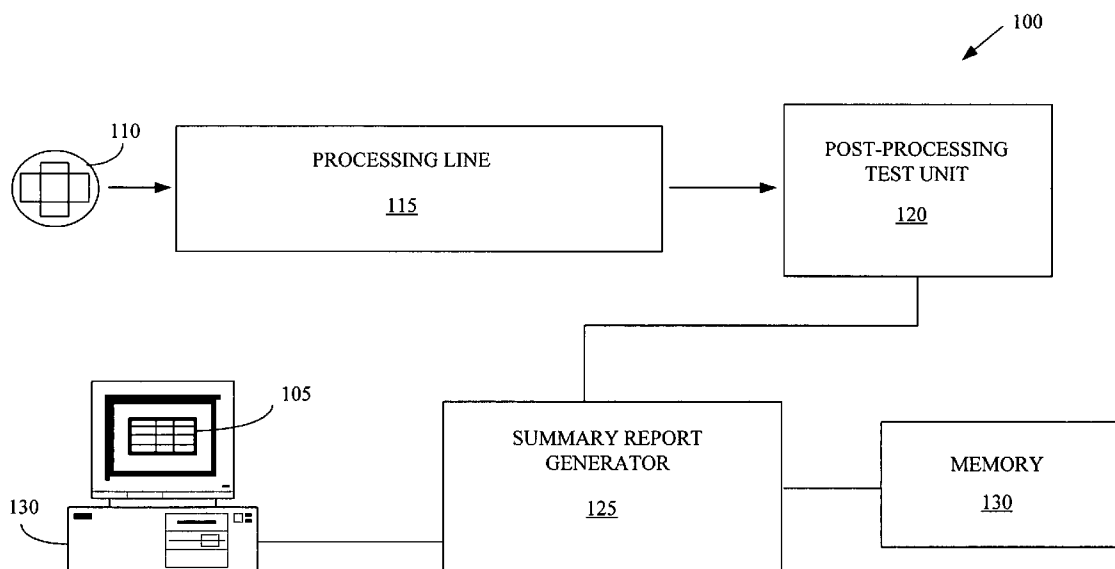 100
110
PROCESSING LINE
115
POST-PROCESSING
TEST UNIT
120
105
SUMMARY REPORT
GENERATOR
125
MEMORY
130
130